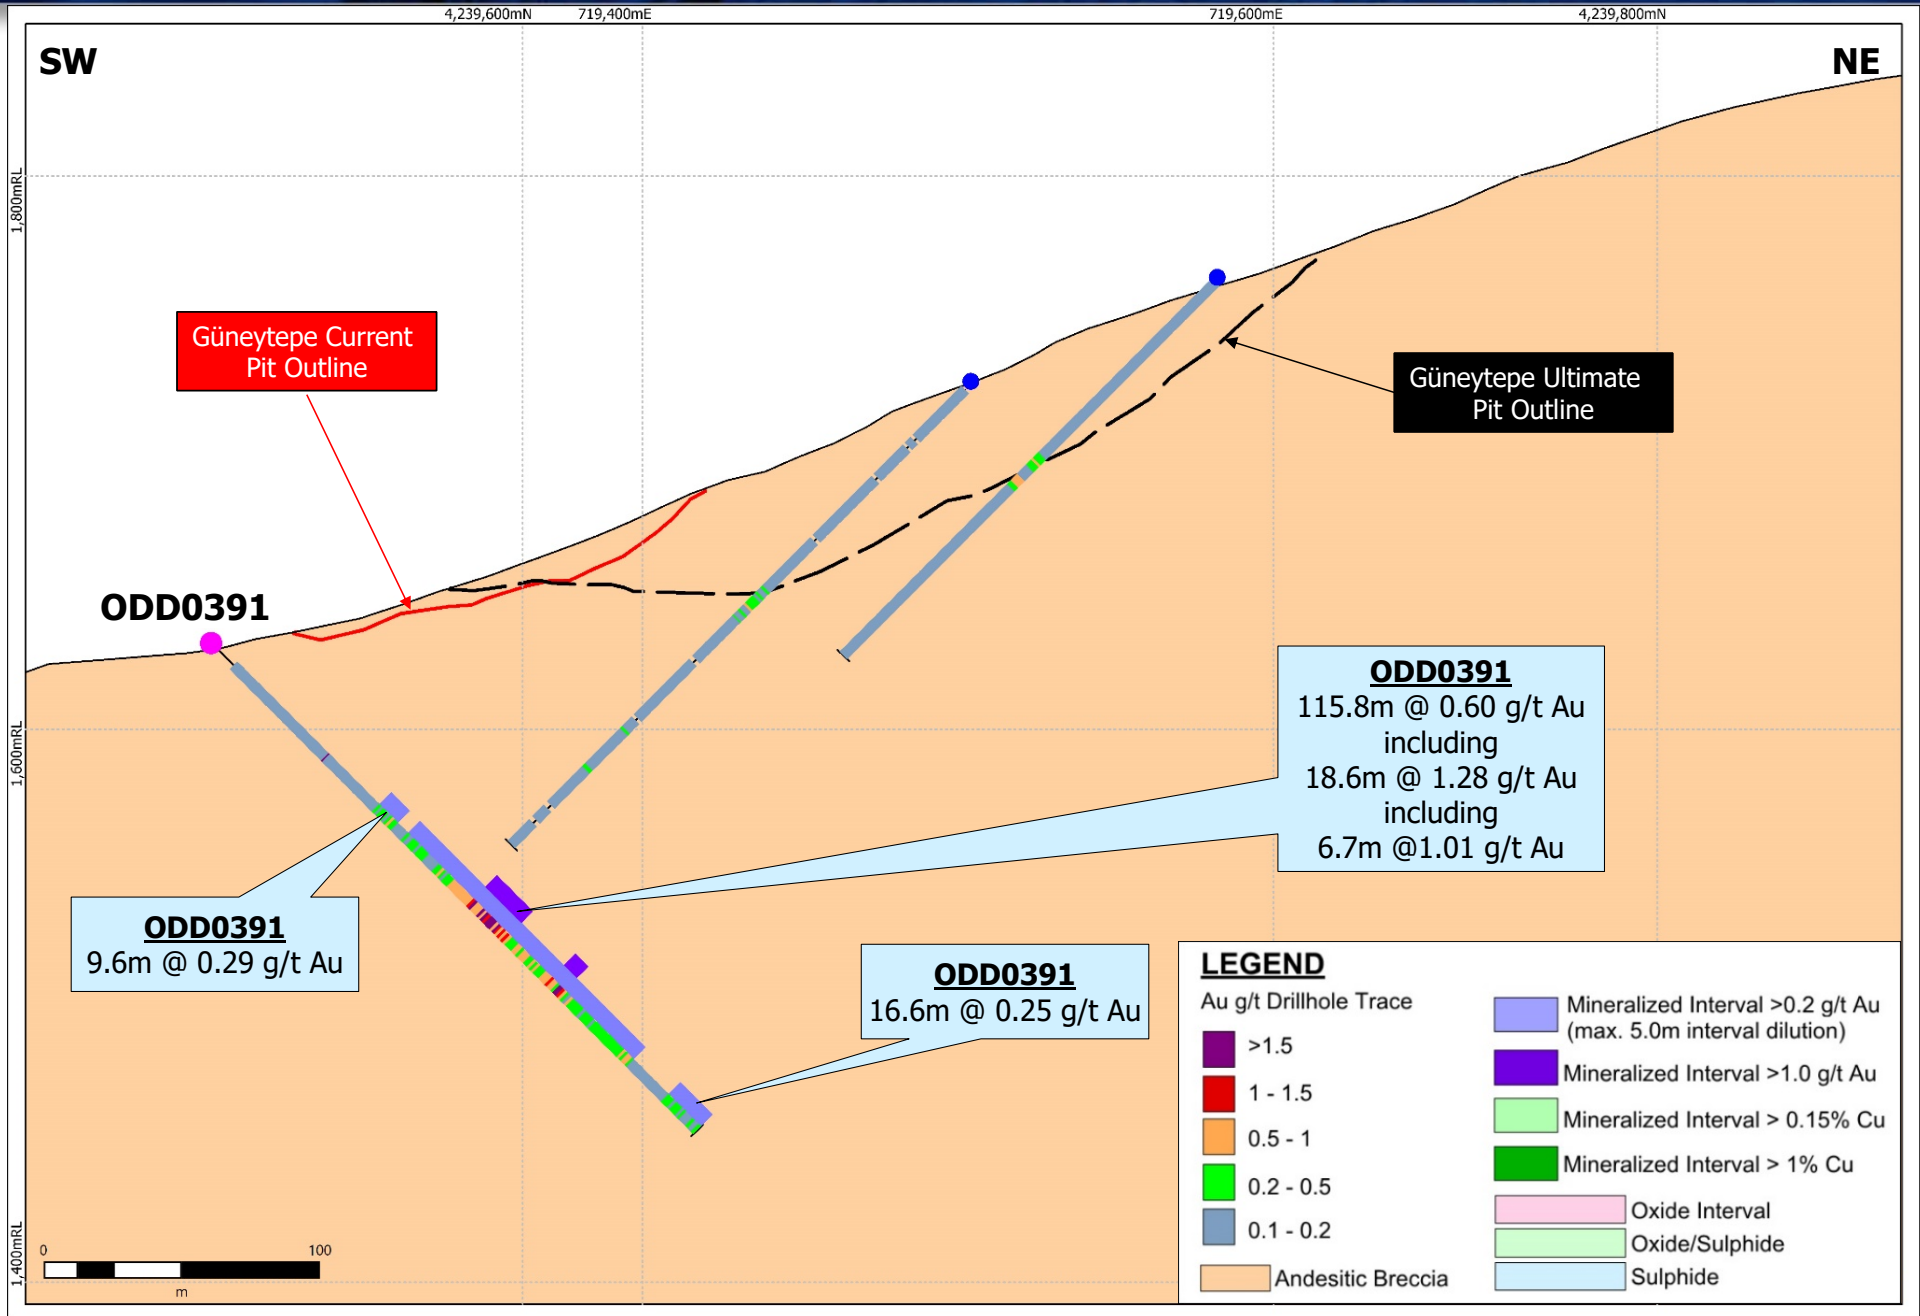 4,239,600mN
719,400mE
719,600mE
4,239,800mN
SW
NE
1,800mRL
Güneytepe Current
Pit Outline
Güneytepe Ultimate
Pit Outline
ODD0391
ODD0391
115.8m @ 0.60 g/t Au
including
18.6m @ 1.28 g/t Au
including
6.7m @1.01 g/t Au
1,600mRL
ODD0391
9.6m @ 0.29 g/t Au
ODD0391
16.6m @ 0.25 g/t Au
LEGEND
Au g/t Drillhole Trace
>1.5
1 - 1.5
0.5 - 1
0.2 - 0.5
0.1 - 0.2
Andesitic Breccia
Mineralized Interval >0.2 g/t Au
(max. 5.0m interval dilution)
Mineralized Interval >1.0 g/t Au
Mineralized Interval > 0.15% Cu
Mineralized Interval > 1% Cu
Oxide Interval
Oxide/Sulphide
Sulphide
1,400mRL
0
100
m